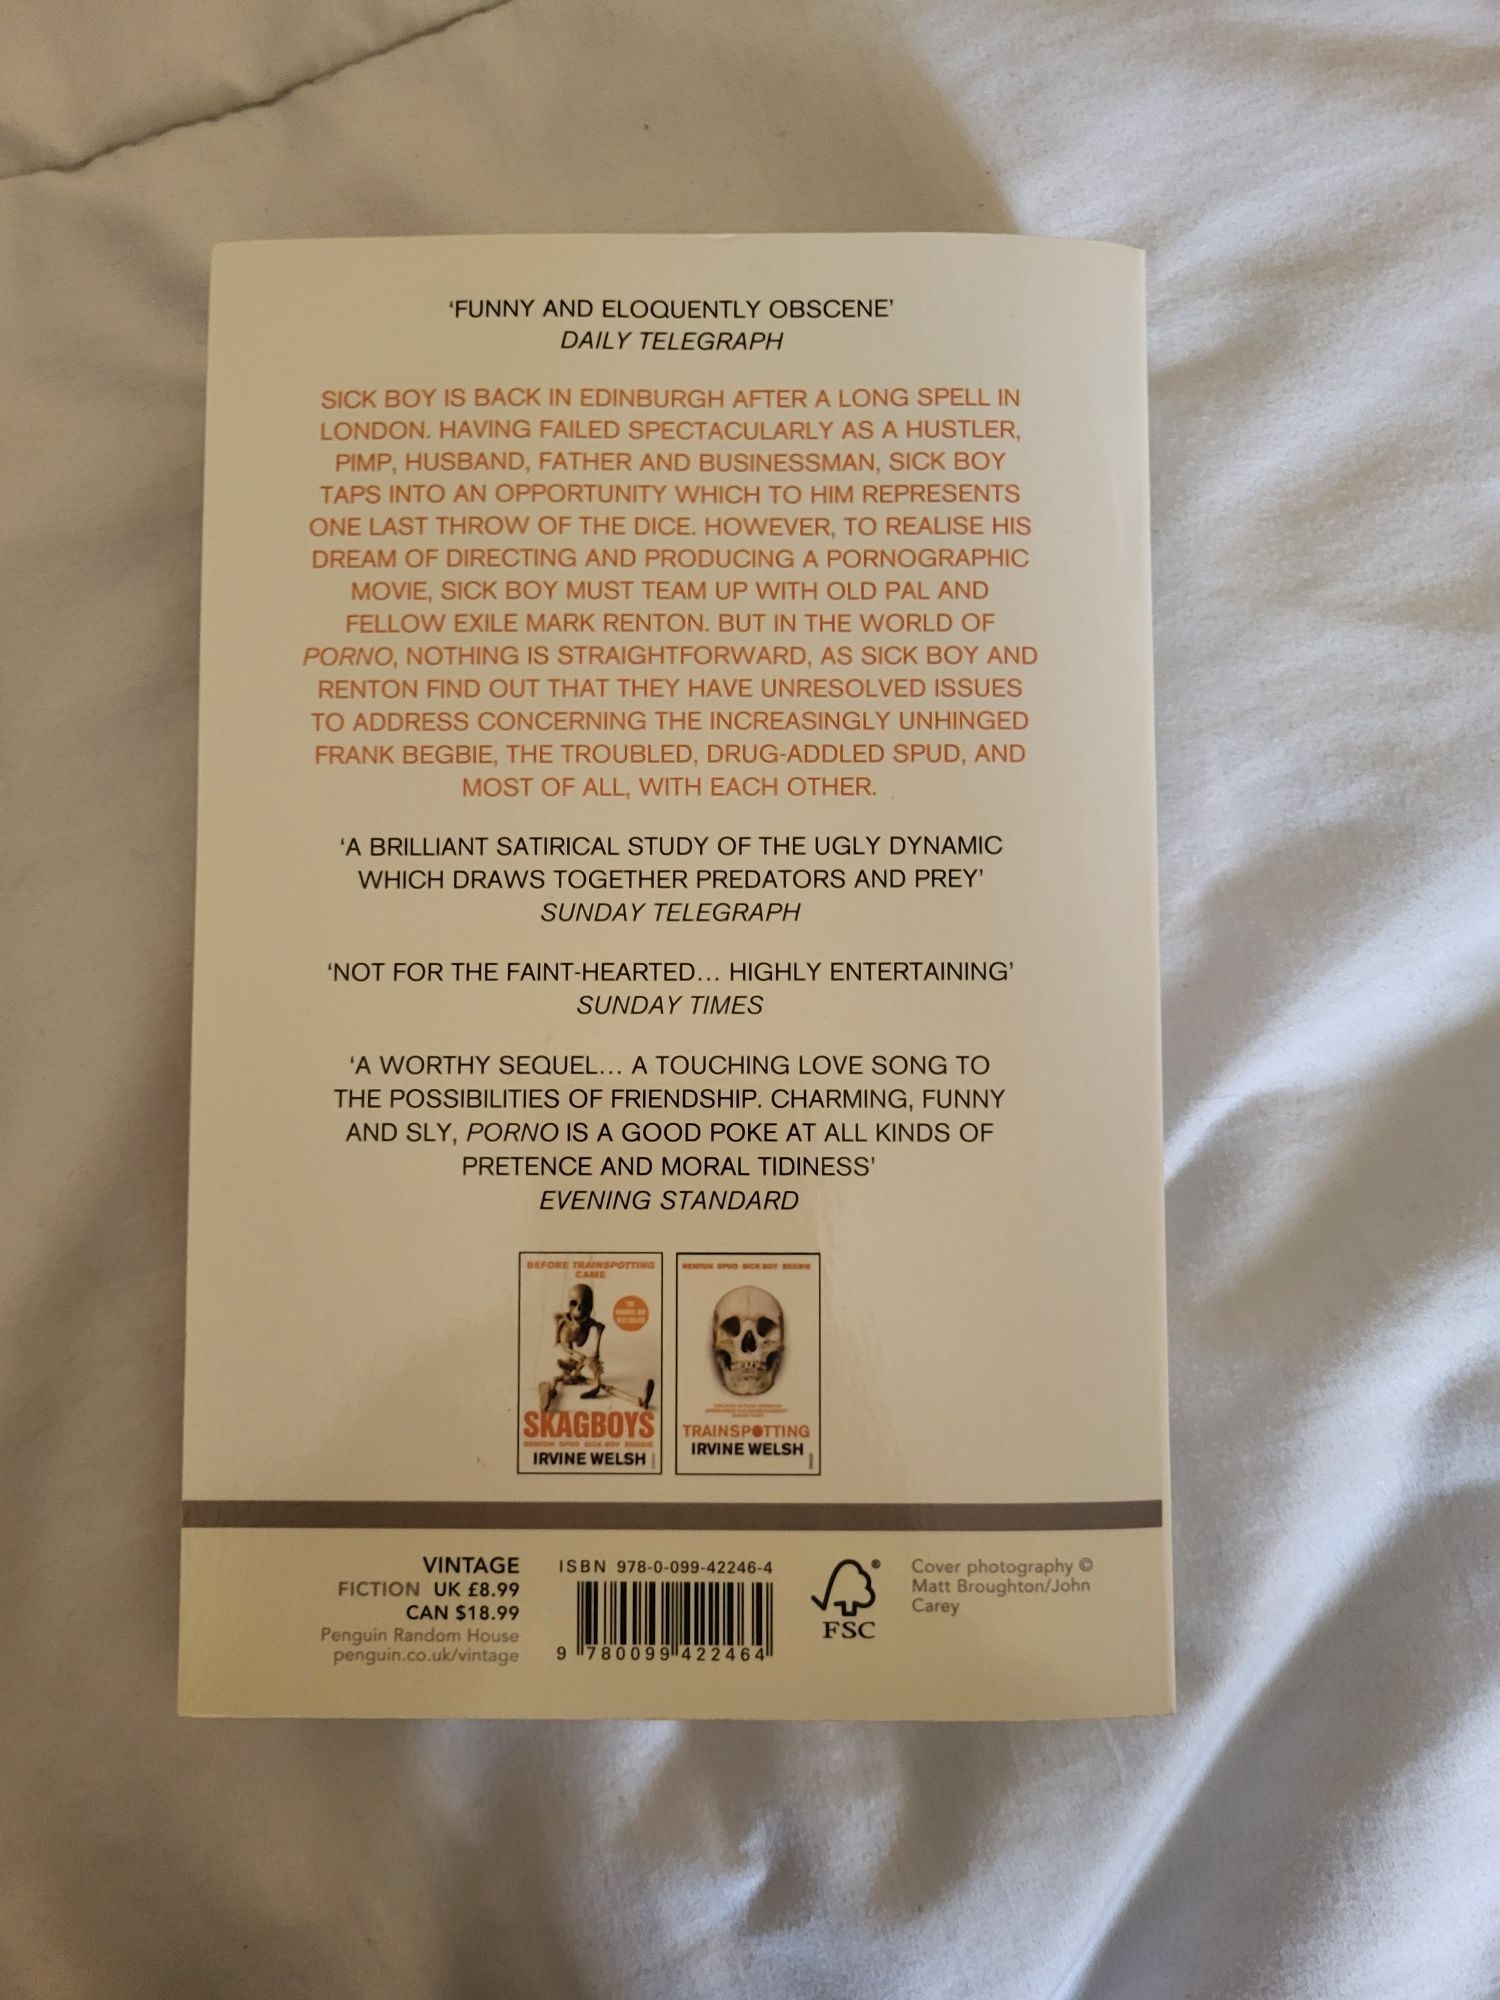 ‘FUNNY AND ELOQUENTLY OBSCENE’
DAILY TELEGRAPH
SICK BOY IS BACK IN EDINBURGH AFTER A LONG SPELL IN
LONDON. HAVING FAILED SPECTACULARLY AS A HUSTLER,
PIMP, HUSBAND, FATHER AND BUSINESSMAN, SICK BOY
TAPS INTO AN OPPORTUNITY WHICH TO HIM REPRESENTS
ONE LAST THROW OF THE DICE. HOWEVER, TO REALISE HIS
DREAM OF DIRECTING AND PRODUCING A PORNOGRAPHIC
MOVIE, SICK BOY MUST TEAM UP WITH OLD PAL AND
FELLOW EXILE MARK RENTON. BUT IN THE WORLD OF
PORNO, NOTHING IS STRAIGHTFORWARD, AS SICK BOY AND
RENTON FIND OUT THAT THEY HAVE UNRESOLVED ISSUES
TO ADDRESS CONCERNING THE INCREASINGLY UNHINGED
FRANK BEGBIE, THE TROUBLED, DRUG-ADDLED SPUD, AND
MOST OF ALL, WITH EACH OTHER.
‘A BRILLIANT SATIRICAL STUDY OF THE UGLY DYNAMIC
WHICH DRAWS TOGETHER PREDATORS AND PREY’
SUNDAY TELEGRAPH
‘NOT FOR THE FAINT-HEARTED... HIGHLY ENTERTAINING’
SUNDAY TIMES
‘A WORTHY SEQUEL... A TOUCHING LOVE SONG TO
THE POSSIBILITIES OF FRIENDSHIP. CHARMING, FUNNY
AND SLY, PORNO IS A GOOD POKE AT ALL KINDS OF
PRETENCE AND MORAL TIDINESS’
EVENING STANDARD
BEFORE TRAINSPOTTING
CAME
SKAGBOYS
RENTON SPUD SICK BOY BEGBIE
IRVINE WELSH
RENTON SPUD SICK BOY BEGBIE
TRAINSPOTTING
IRVINE WELSH
VINTAGE
FICTION UK £8.99
CAN $18.99
Penguin Random House
penguin.co.uk/vintage
ISBN 978-0-099-42246-4
9 780099 422464
FSC
®
Cover photography ©
Matt Broughton/John
Carey